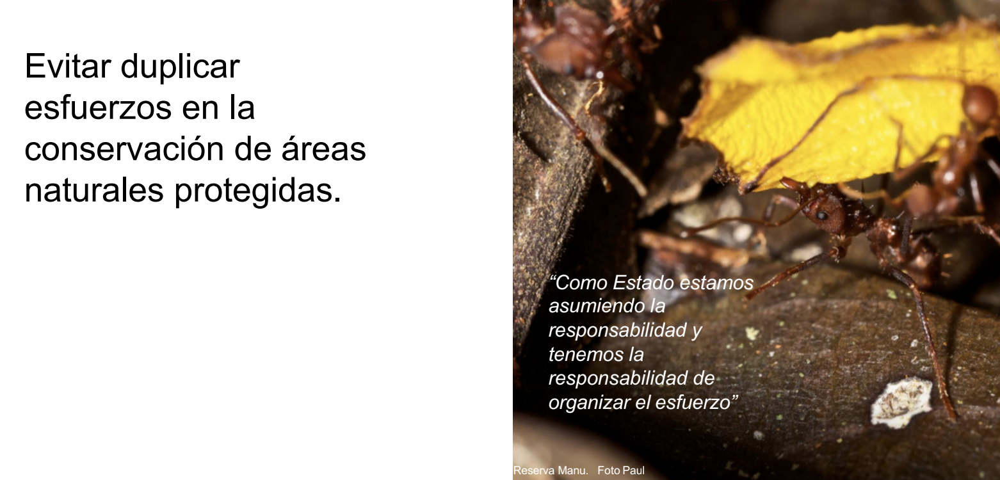 Evitar duplicar
esfuerzos en la
conservación de áreas
naturales protegidas.
“Como Estado estamos
asumiendo la
responsabilidad y
tenemos la
responsabilidad de
organizar el esfuerzo”
Reserva Manu.   Foto Paul